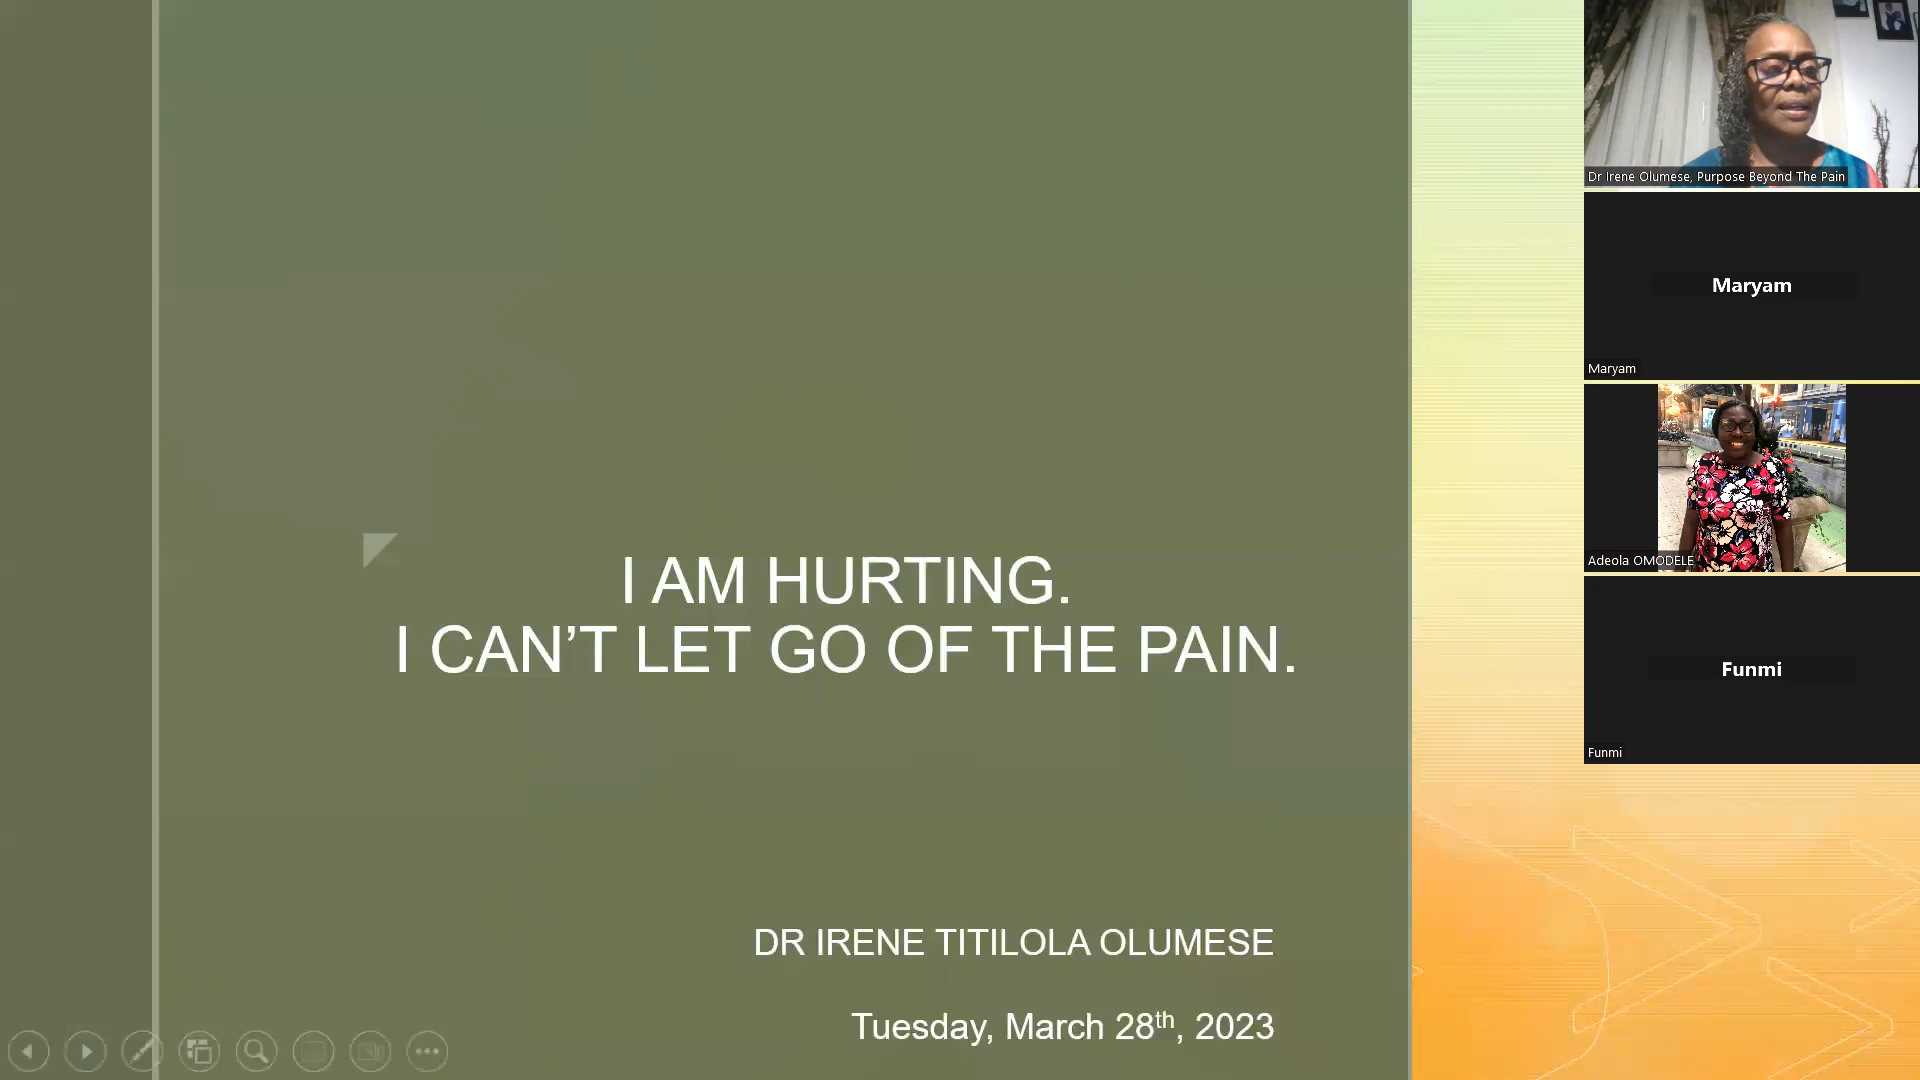 I AM HURTING.
I CAN’T LET GO OF THE PAIN.
DR IRENE TITILOLA OLUMESE
Tuesday, March 28th, 2023
Dr Irene Olumese, Purpose Beyond The Pain
Maryam
Maryam
Adeola OMODELE
Funmi
Funmi